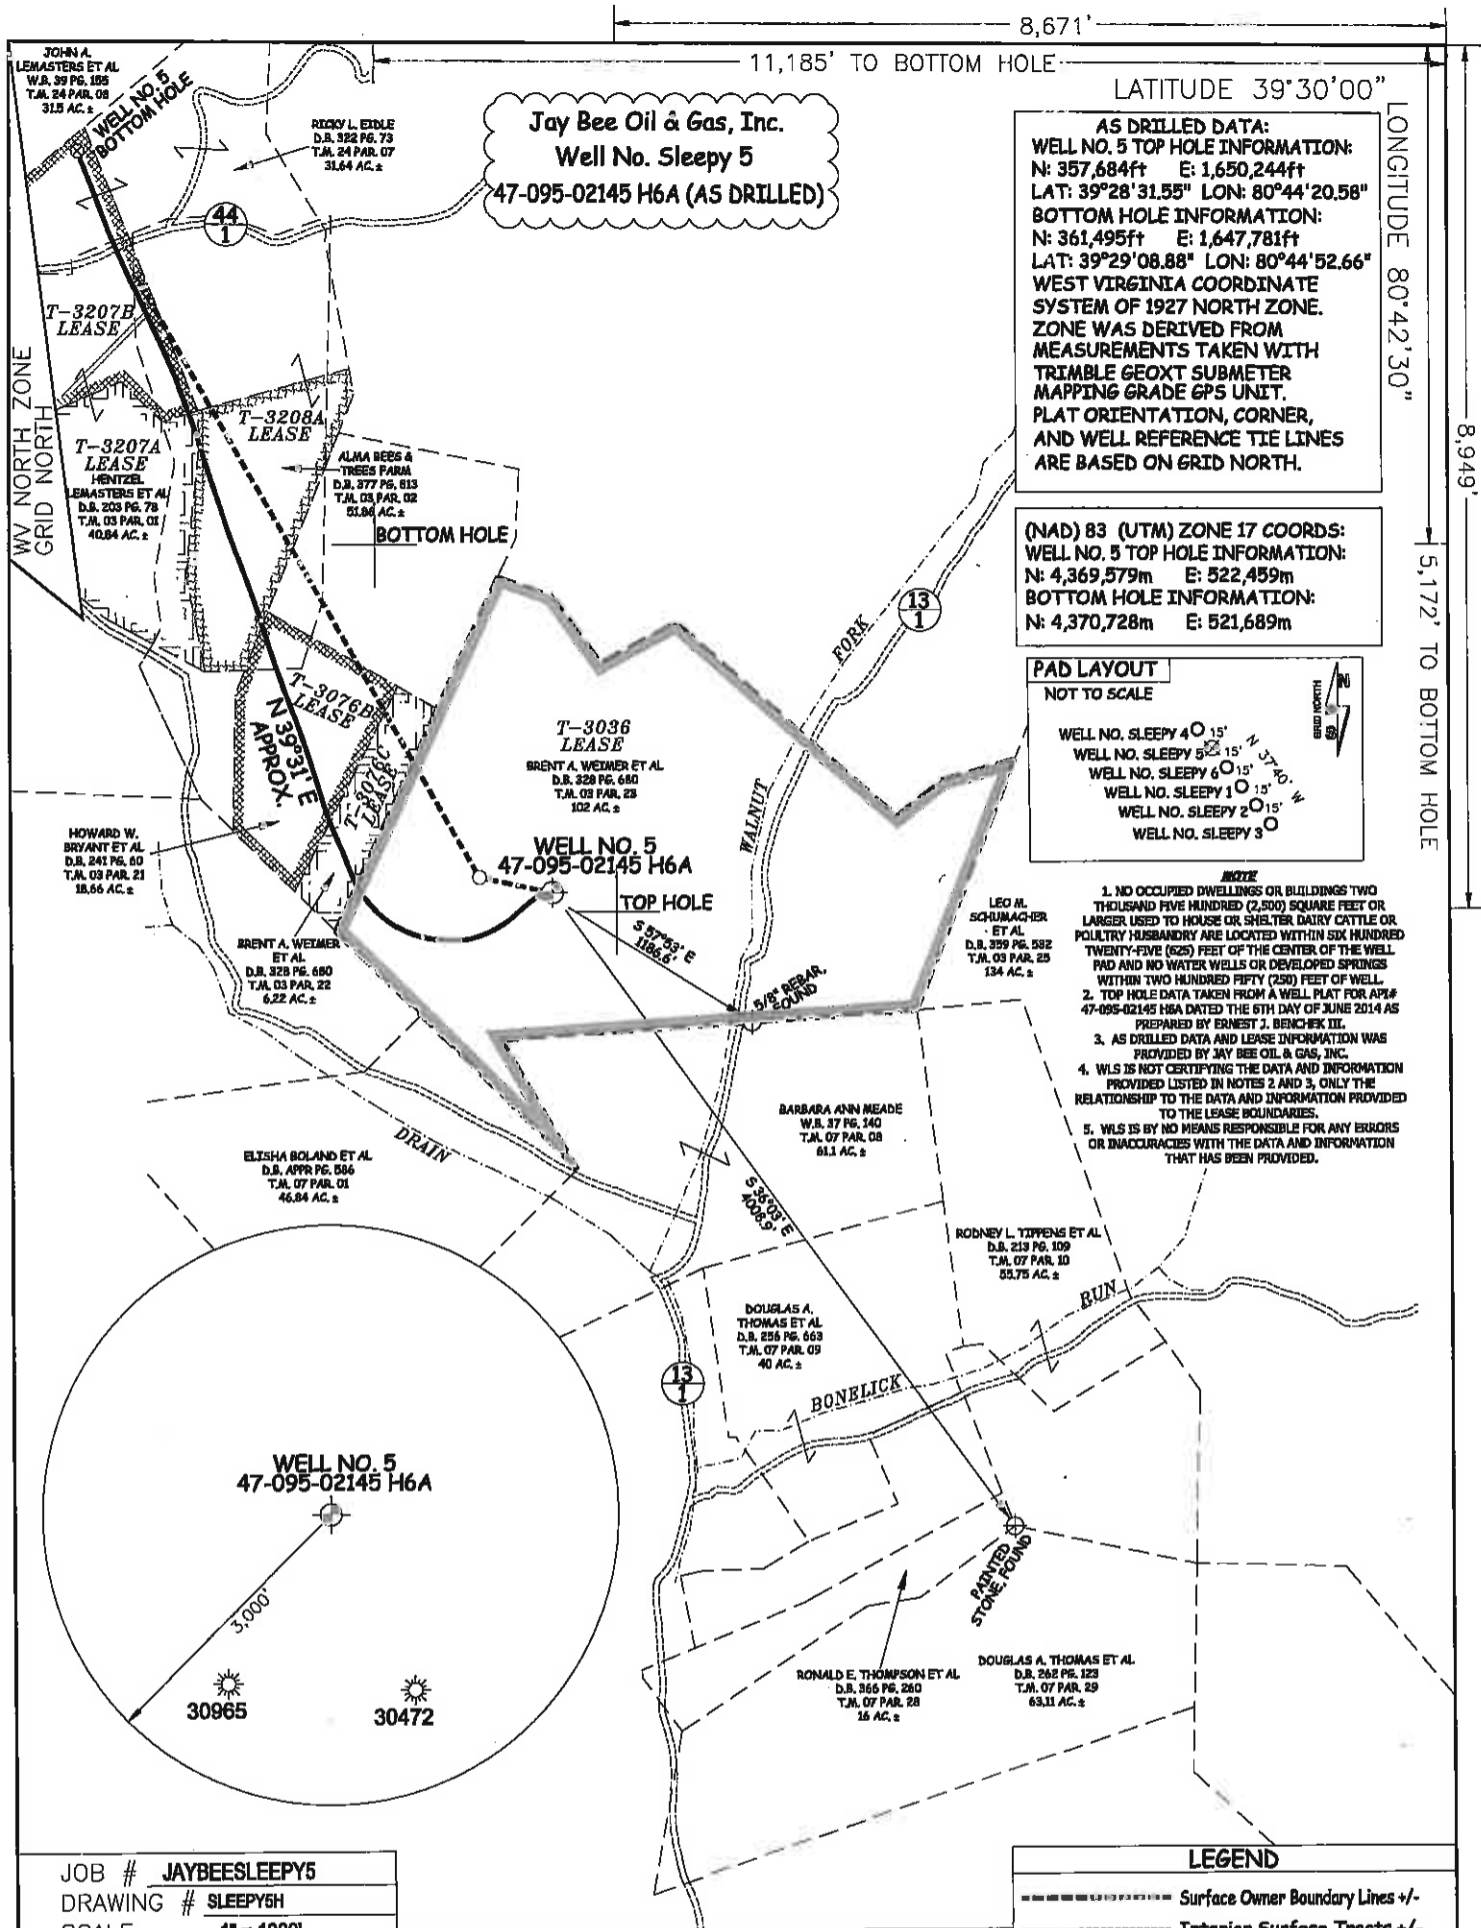 8,671'
11,185' TO BOTTOM HOLE
LATITUDE 39°30'00"
LONGITUDE 80°42'30"
8,949'
5,172' TO BOTTOM HOLE
JOHN A.
LEMASTERS ET AL
W.B. 39 PG. 155
T.M. 24 PAR. 08
31.5 AC. ±
WELL NO. 5
BOTTOM HOLE
RICKY L. EIDLE
D.B. 322 PG. 73
T.M. 24 PAR. 07
31.64 AC. ±
Jay Bee Oil & Gas, Inc.
Well No. Sleepy 5
47-095-02145 H6A (AS DRILLED)
44
1
AS DRILLED DATA:
WELL NO. 5 TOP HOLE INFORMATION:
N: 357,684ft E: 1,650,244ft
LAT: 39°28'31.55" LON: 80°44'20.58"
BOTTOM HOLE INFORMATION:
N: 361,495ft E: 1,647,781ft
LAT: 39°29'08.88" LON: 80°44'52.66"
WEST VIRGINIA COORDINATE
SYSTEM OF 1927 NORTH ZONE.
ZONE WAS DERIVED FROM
MEASUREMENTS TAKEN WITH
TRIMBLE GEOXT SUBMETER
MAPPING GRADE GPS UNIT.
PLAT ORIENTATION, CORNER,
AND WELL REFERENCE TIE LINES
ARE BASED ON GRID NORTH.
WV NORTH ZONE
GRID NORTH
T-3207B
LEASE
T-3207A
LEASE
HENTZEL
LEMASTERS ET AL
D.B. 203 PG. 78
T.M. 03 PAR. 01
40.84 AC. ±
T-3208A
LEASE
ALMA BEES &
TREES FARM
D.B. 377 PG. 813
T.M. 03 PAR. 02
51.86 AC. ±
BOTTOM HOLE
(NAD) 83 (UTM) ZONE 17 COORDS:
WELL NO. 5 TOP HOLE INFORMATION:
N: 4,369,579m E: 522,459m
BOTTOM HOLE INFORMATION:
N: 4,370,728m E: 521,689m
13
1
WALNUT FORK
PAD LAYOUT
NOT TO SCALE
GRID NORTH
N
WELL NO. SLEEPY 4 15'
WELL NO. SLEEPY 5 15'
WELL NO. SLEEPY 6 15'
WELL NO. SLEEPY 1 15'
WELL NO. SLEEPY 2 15'
WELL NO. SLEEPY 3
N 37°40' W
T-3076B
LEASE
T-3076C
LEASE
N 39°31' E
APPROX.
T-3036
LEASE
BRENT A. WEIMER ET AL
D.B. 328 PG. 680
T.M. 03 PAR. 23
102 AC. ±
WELL NO. 5
47-095-02145 H6A
TOP HOLE
S 57°53' E
1186.6'
5/8" REBAR,
FOUND
HOWARD W.
BRYANT ET AL
D.B. 241 PG. 60
T.M. 03 PAR. 21
18.66 AC. ±
BRENT A. WEIMER
ET AL
D.B. 328 PG. 680
T.M. 03 PAR. 22
6.22 AC. ±
LEO M.
SCHUMACHER
ET AL
D.B. 359 PG. 582
T.M. 03 PAR. 25
134 AC. ±
NOTE
1. NO OCCUPIED DWELLINGS OR BUILDINGS TWO
THOUSAND FIVE HUNDRED (2,500) SQUARE FEET OR
LARGER USED TO HOUSE OR SHELTER DAIRY CATTLE OR
POULTRY HUSBANDRY ARE LOCATED WITHIN SIX HUNDRED
TWENTY-FIVE (625) FEET OF THE CENTER OF THE WELL
PAD AND NO WATER WELLS OR DEVELOPED SPRINGS
WITHIN TWO HUNDRED FIFTY (250) FEET OF WELL.
2. TOP HOLE DATA TAKEN FROM A WELL PLAT FOR API#
47-095-02145 H6A DATED THE 6TH DAY OF JUNE 2014 AS
PREPARED BY ERNEST J. BENCHEK III.
3. AS DRILLED DATA AND LEASE INFORMATION WAS
PROVIDED BY JAY BEE OIL & GAS, INC.
4. WLS IS NOT CERTIFYING THE DATA AND INFORMATION
PROVIDED LISTED IN NOTES 2 AND 3, ONLY THE
RELATIONSHIP TO THE DATA AND INFORMATION PROVIDED
TO THE LEASE BOUNDARIES.
5. WLS IS BY NO MEANS RESPONSIBLE FOR ANY ERRORS
OR INACCURACIES WITH THE DATA AND INFORMATION
THAT HAS BEEN PROVIDED.
DRAIN
ELISHA BOLAND ET AL
D.B. APPR PG. 586
T.M. 07 PAR. 01
46.84 AC. ±
BARBARA ANN MEADE
W.B. 37 PG. 140
T.M. 07 PAR. 08
61.1 AC. ±
S 36°03' E
4006.9'
RODNEY L. TIPPENS ET AL
D.B. 213 PG. 109
T.M. 07 PAR. 10
55.75 AC. ±
DOUGLAS A.
THOMAS ET AL
D.B. 256 PG. 663
T.M. 07 PAR. 09
40 AC. ±
BONELICK RUN
13
1
WELL NO. 5
47-095-02145 H6A
3,000'
30965
30472
PAINTED
STONE, FOUND
RONALD E. THOMPSON ET AL
D.B. 366 PG. 260
T.M. 07 PAR. 28
16 AC. ±
DOUGLAS A. THOMAS ET AL
D.B. 262 PG. 123
T.M. 07 PAR. 29
63.11 AC. ±
JOB # JAYBEESLEEPY5
DRAWING # SLEEPY5H
LEGEND
Surface Owner Boundary Lines +/-
Interior Surface Tracts +/-